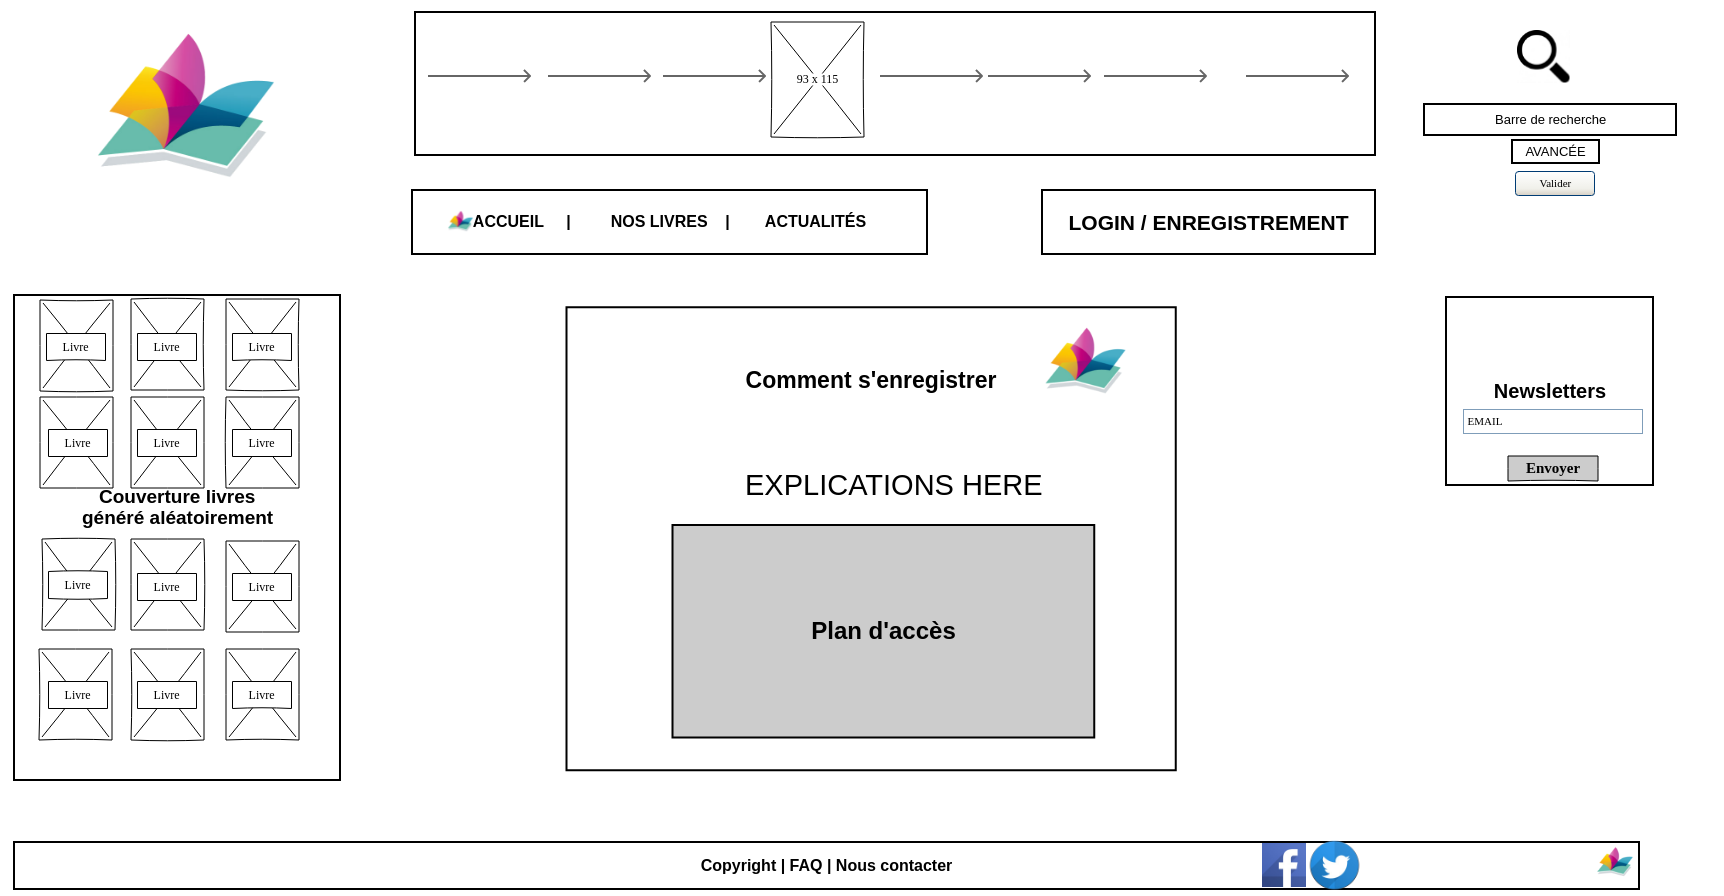 93 x 115
Barre de recherche
AVANCÉE
Valider
ACCUEIL | NOS LIVRES | ACTUALITÉS
LOGIN / ENREGISTREMENT
Livre Livre Livre
Livre Livre Livre
Couverture livres
généré aléatoirement
Livre Livre Livre
Livre Livre Livre
Comment s'enregistrer
EXPLICATIONS HERE
Plan d'accès
Newsletters
EMAIL
Envoyer
Copyright | FAQ | Nous contacter